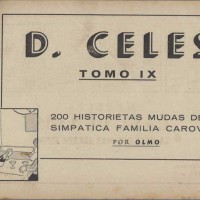 D. CELES
TOMO IX
200 HISTORIETAS MUDAS DE
SIMPATICA FAMILIA CAROV
POR OLMO